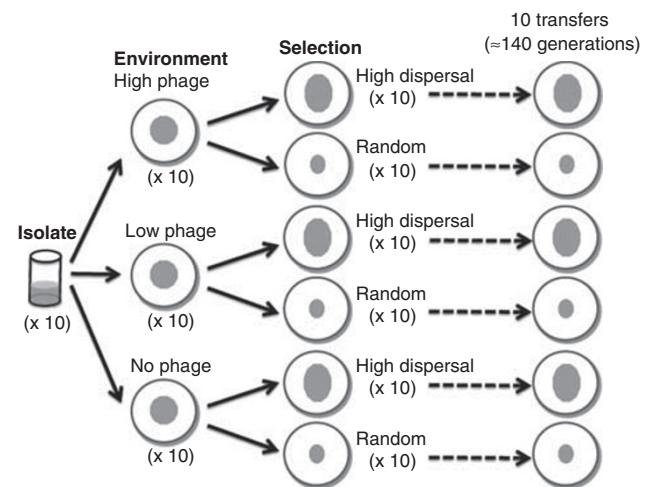 10 transfers
(≈140 generations)
Environment
Selection
High phage
High dispersal
(x 10)
Random
(x 10)
(x 10)
Isolate
(x 10)
Low phage
High dispersal
(x 10)
Random
(x 10)
(x 10)
No phage
High dispersal
(x 10)
Random
(x 10)
(x 10)